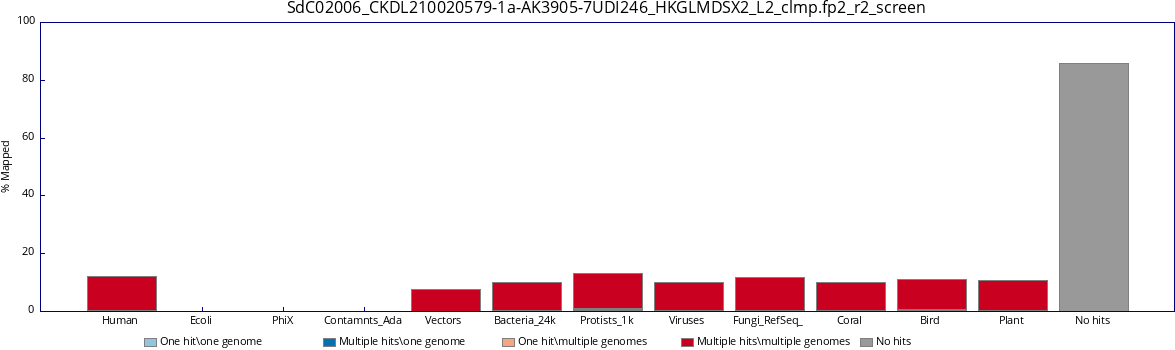 SdC02006_CKDL210020579-1a-AK3905-7UDI246_HKGLMDSX2_L2_clmp.fp2_r2_screen
100
80
60
40
20
0
% Mapped
Human Ecoli PhiX Contamnts_Ada Vectors Bacteria_24k Protists_1k Viruses Fungi_RefSeq_ Coral Bird Plant No hits
One hit\one genome Multiple hits\one genome One hit\multiple genomes Multiple hits\multiple genomes No hits